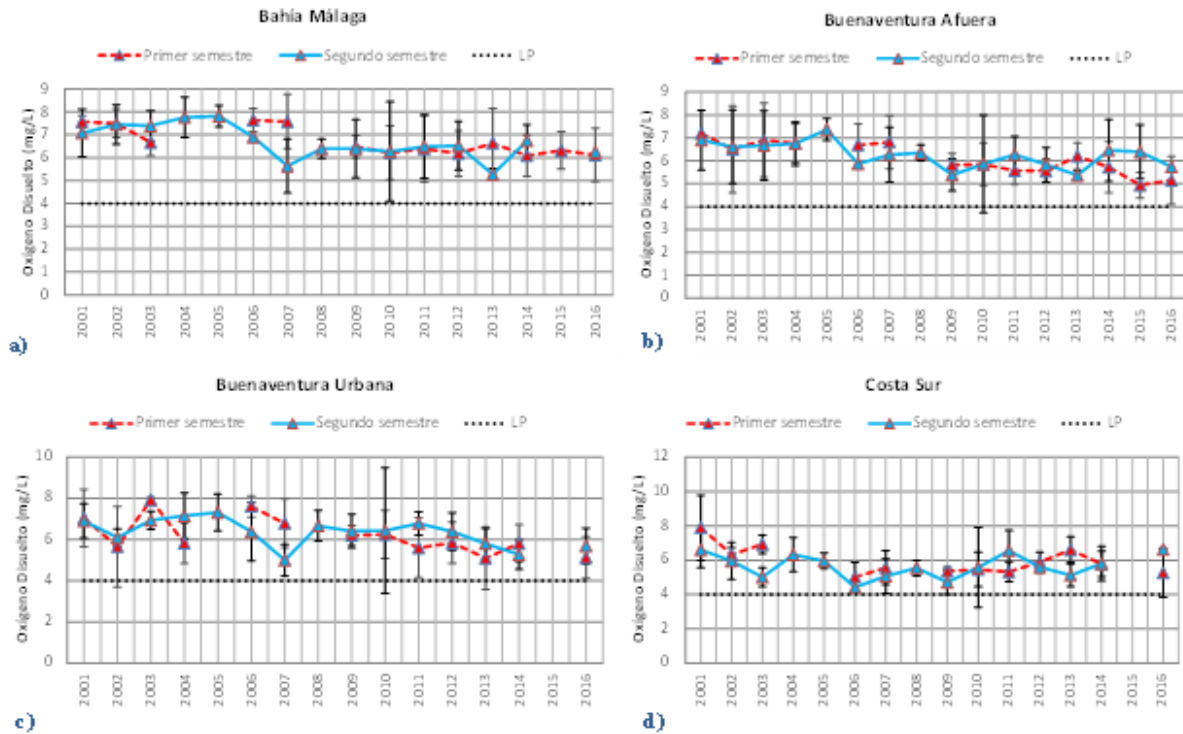 Bahía Málaga
Primer semestre Segundo semestre LP
Oxígeno Disuelto (mg/L)
9
8
7
6
5
4
3
2
1
0
2001 2002 2003 2004 2005 2006 2007 2008 2009 2010 2011 2012 2013 2014 2015 2016
a)
Buenaventura Afuera
Primer semestre Segundo semestre LP
Oxígeno Disuelto (mg/L)
9
8
7
6
5
4
3
2
1
0
2001 2002 2003 2004 2005 2006 2007 2008 2009 2010 2011 2012 2013 2014 2015 2016
b)
Buenaventura Urbana
Primer semestre Segundo semestre LP
Oxígeno Disuelto (mg/L)
10
8
6
4
2
0
2001 2002 2003 2004 2005 2006 2007 2008 2009 2010 2011 2012 2013 2014 2016
c)
Costa Sur
Primer semestre Segundo semestre LP
Oxígeno Disuelto (mg/L)
12
10
8
6
4
2
0
2001 2002 2003 2004 2005 2006 2007 2008 2009 2010 2011 2012 2013 2014 2016
d)